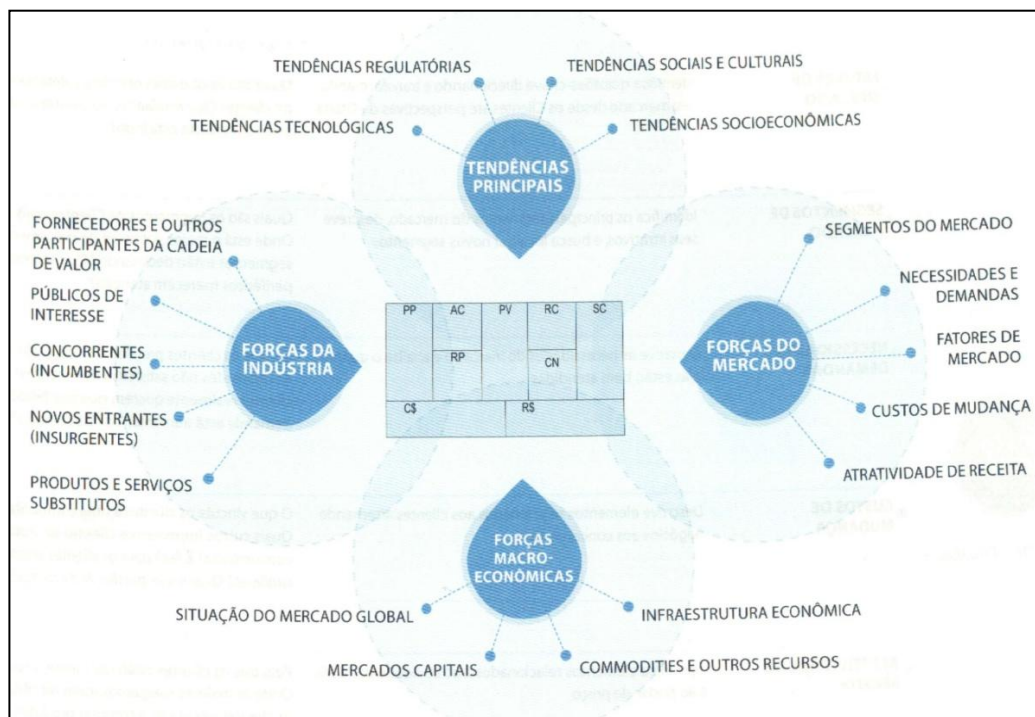 TENDÊNCIAS REGULATÓRIAS
TENDÊNCIAS SOCIAIS E CULTURAIS
TENDÊNCIAS TECNOLÓGICAS
TENDÊNCIAS SOCIOECONÔMICAS
TENDÊNCIAS
PRINCIPAIS
FORNECEDORES E OUTROS
PARTICIPANTES DA CADEIA
DE VALOR
PÚBLICOS DE
INTERESSE
CONCORRENTES
(INCUMBENTES)
NOVOS ENTRANTES
(INSURGENTES)
PRODUTOS E SERVIÇOS
SUBSTITUTOS
FORÇAS DA
INDÚSTRIA
PP
AC
PV
RC
SC
RP
CN
C$
R$
FORÇAS DO
MERCADO
SEGMENTOS DO MERCADO
NECESSIDADES E
DEMANDAS
FATORES DE
MERCADO
CUSTOS DE MUDANÇA
ATRATIVIDADE DE RECEITA
FORÇAS
MACRO-
ECONÔMICAS
SITUAÇÃO DO MERCADO GLOBAL
INFRAESTRUTURA ECONÔMICA
MERCADOS CAPITAIS
COMMODITIES E OUTROS RECURSOS